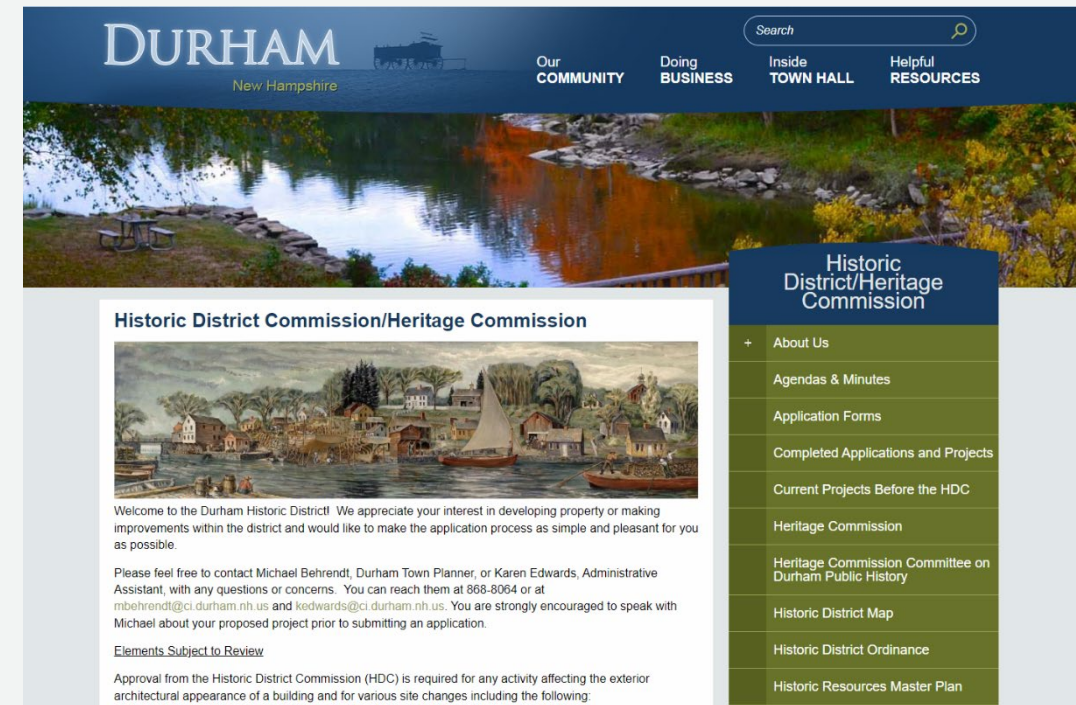 DURHAM
New Hampshire
Search
Our
COMMUNITY
Doing
BUSINESS
Inside
TOWN HALL
Helpful
RESOURCES
Historic
District/Heritage
Commission
+ About Us
Agendas & Minutes
Application Forms
Completed Applications and Projects
Current Projects Before the HDC
Heritage Commission
Heritage Commission Committee on
Durham Public History
Historic District Map
Historic District Ordinance
Historic Resources Master Plan
Historic District Commission/Heritage Commission
Welcome to the Durham Historic District!  We appreciate your interest in developing property or making
improvements within the district and would like to make the application process as simple and pleasant for you
as possible.
Please feel free to contact Michael Behrendt, Durham Town Planner, or Karen Edwards, Administrative
Assistant, with any questions or concerns.  You can reach them at 868-8064 or at
mbehrendt@ci.durham.nh.us and kedwards@ci.durham.nh.us. You are strongly encouraged to speak with
Michael about your proposed project prior to submitting an application.
Elements Subject to Review
Approval from the Historic District Commission (HDC) is required for any activity affecting the exterior
architectural appearance of a building and for various site changes including the following: